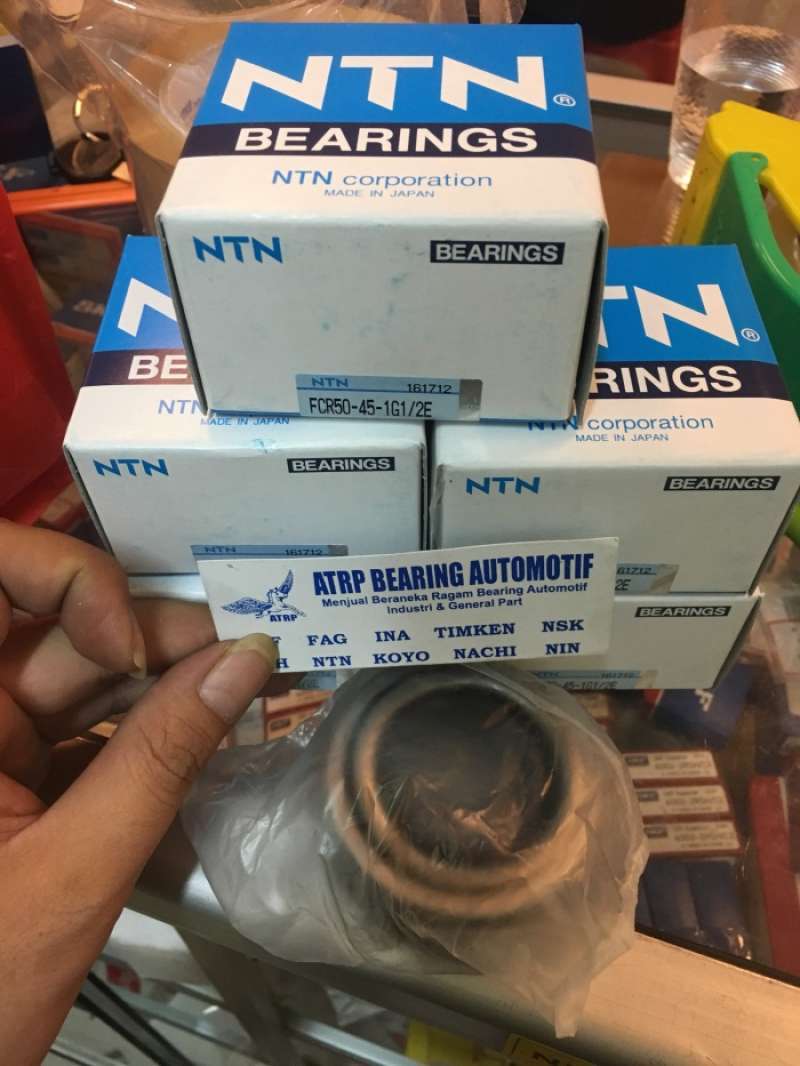 NTN®
BEARINGS
NTN corporation
MADE IN JAPAN
NTN
BEARINGS
NTN 161712
FCR50-45-1G1/2E
BE
NTN
MADE IN JAPAN
NTN
BEARINGS
NTN 161712
TN®
RINGS
NTN corporation
MADE IN JAPAN
NTN
BEARINGS
61712
2E
BEARINGS
161712
45-1G1/2E
ATRP BEARING AUTOMOTIF
Menjual Beraneka Ragam Bearing Automotif
Industri & General Part
ATRP
F FAG INA TIMKEN NSK
H NTN KOYO NACHI NIN